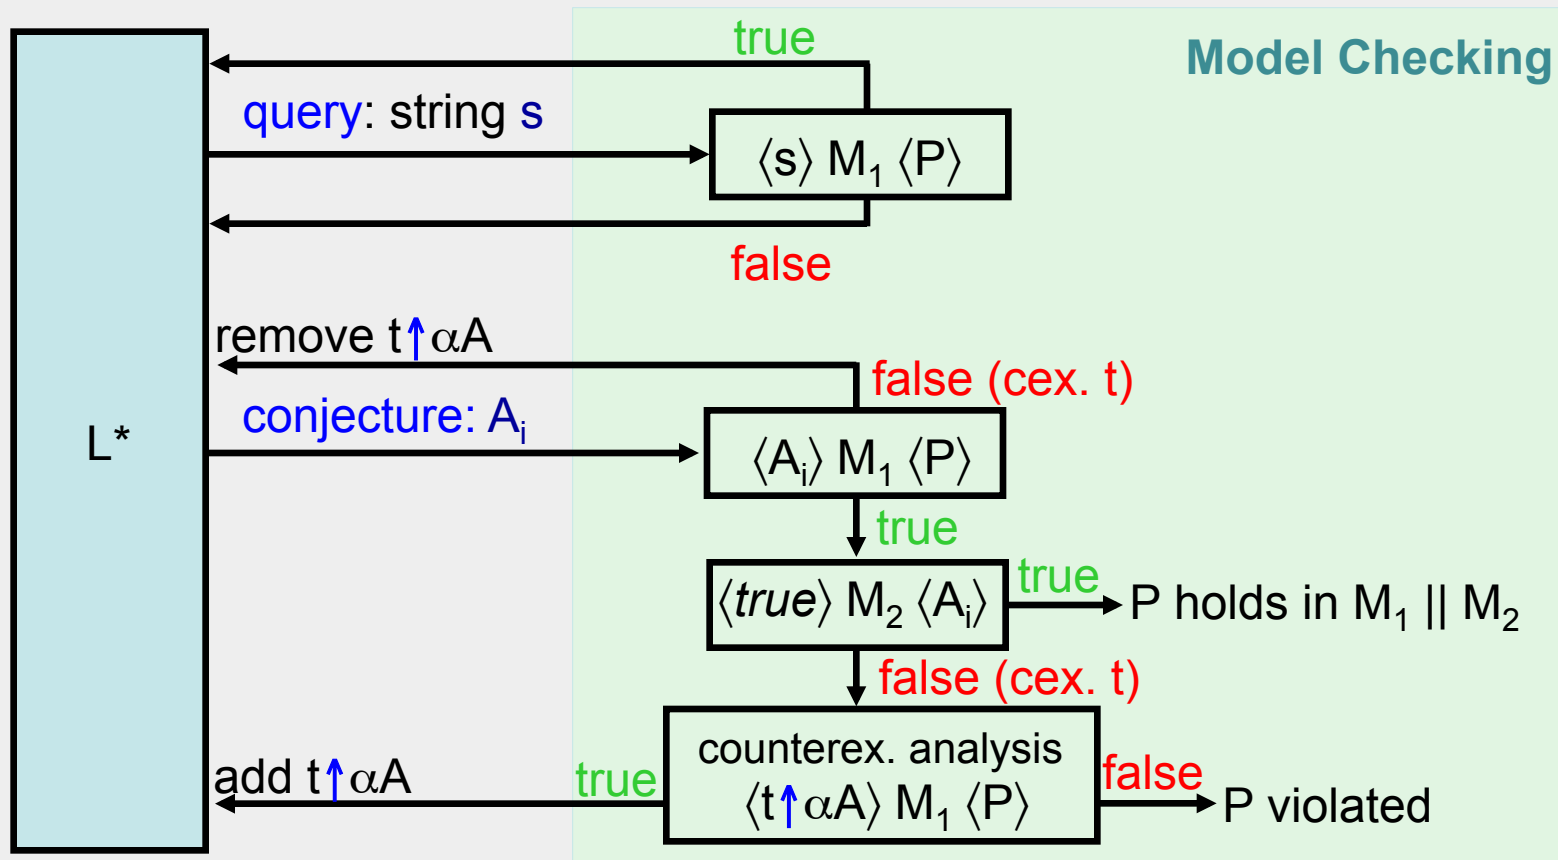 Model Checking
true
query: string s
⟨s⟩ M₁ ⟨P⟩
false
remove t↑αA
false (cex. t)
conjecture: Aᵢ
L*
⟨Aᵢ⟩ M₁ ⟨P⟩
true
⟨true⟩ M₂ ⟨Aᵢ⟩
true
P holds in M₁ || M₂
false (cex. t)
counterex. analysis
⟨t↑αA⟩ M₁ ⟨P⟩
add t↑αA
true
false
P violated